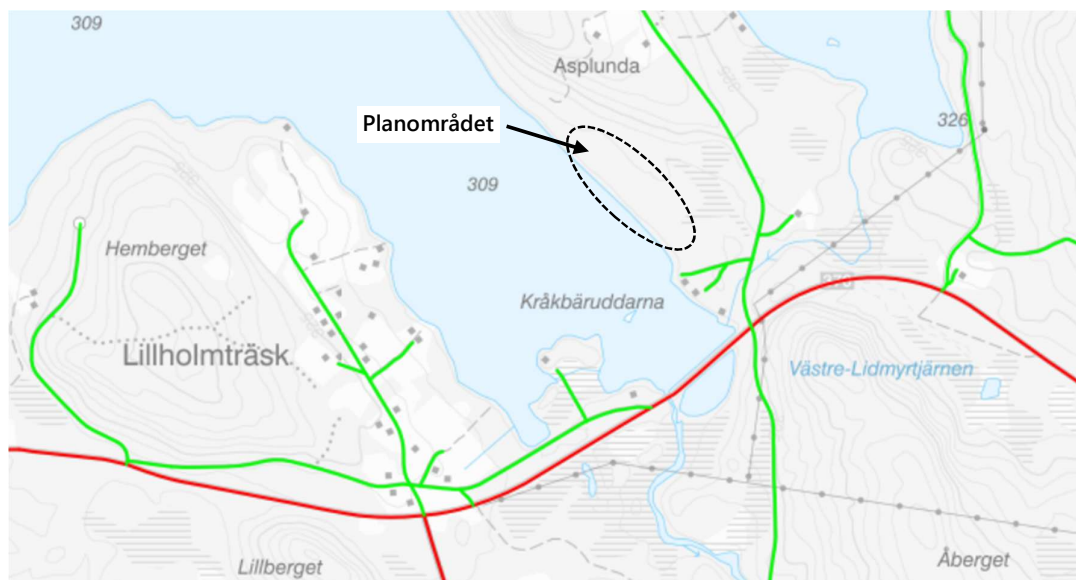 309
Asplunda
Planområdet
326
309
Hemberget
Kråkbäruddarna
Lillholmträsk
Västre-Lidmyrtjärnen
Åberget
Lillberget